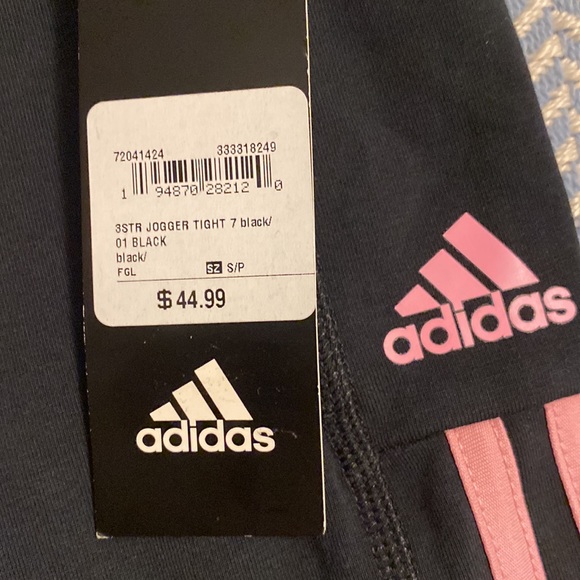 72041424 333318249
1 94870 28212 0
3STR JOGGER TIGHT 7 black/
01 BLACK
black/
FGL SZ S/P
$44.99
adidas
adidas